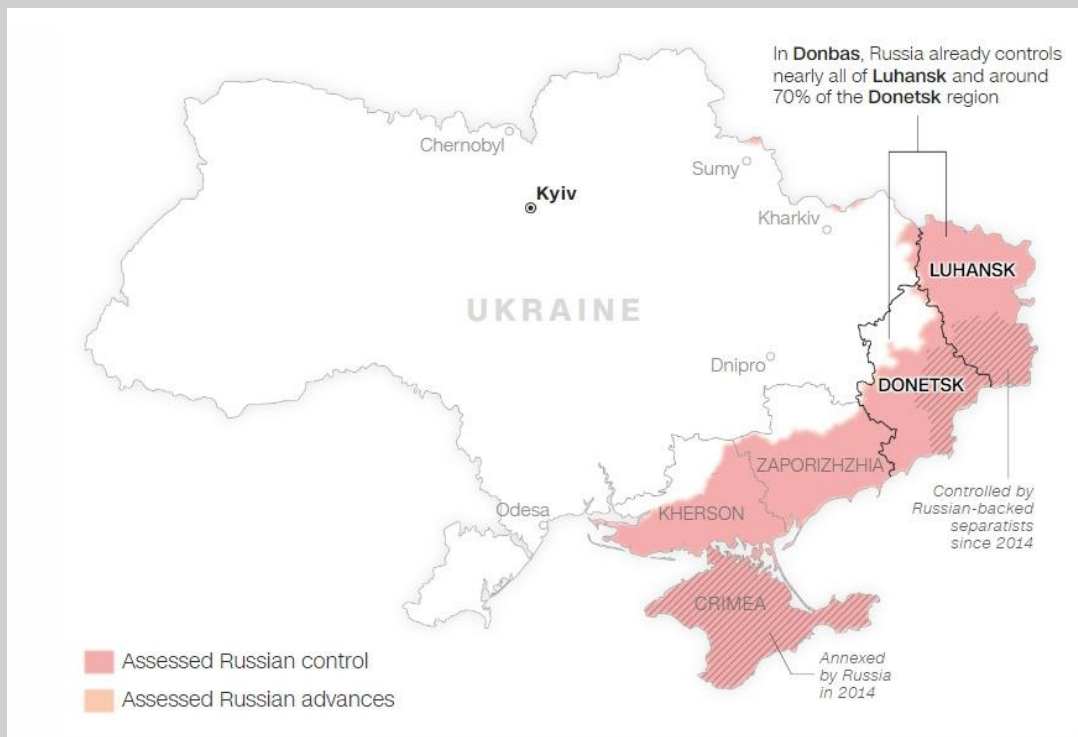 In Donbas, Russia already controls
nearly all of Luhansk and around
70% of the Donetsk region
Chernobyl
Sumy
Kyiv
Kharkiv
LUHANSK
UKRAINE
Dnipro
DONETSK
ZAPORIZHZHIA
Controlled by
Russian-backed
separatists
since 2014
Odesa
KHERSON
CRIMEA
Annexed
by Russia
in 2014
Assessed Russian control
Assessed Russian advances